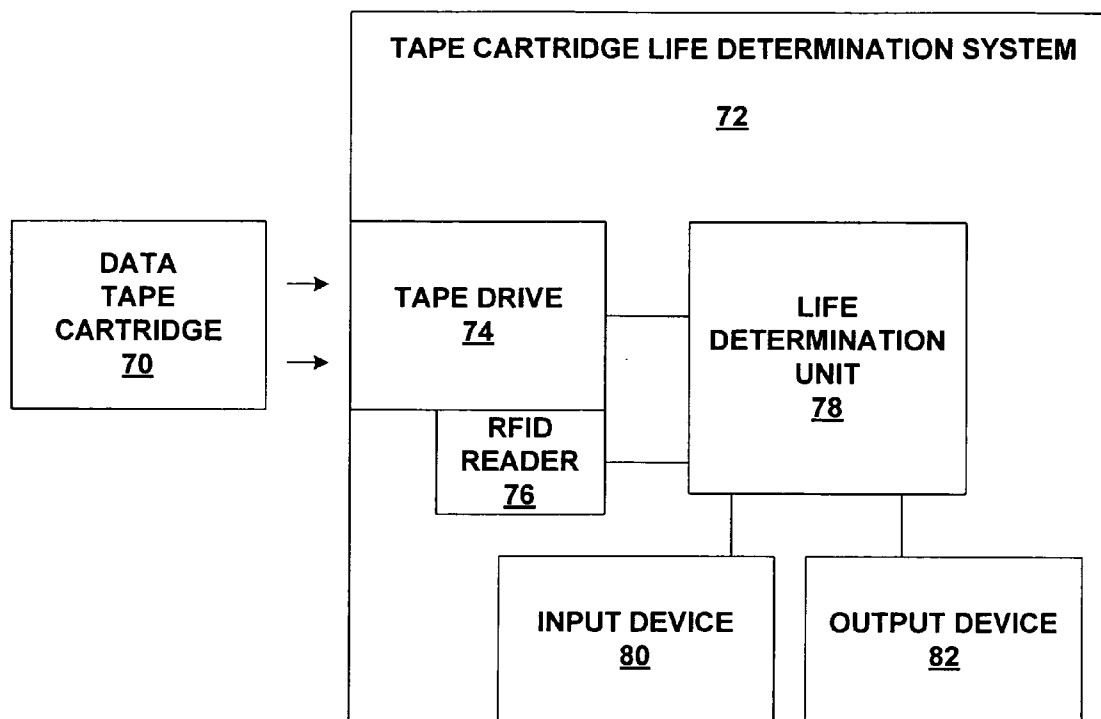 TAPE CARTRIDGE LIFE DETERMINATION SYSTEM
72
DATA
TAPE
CARTRIDGE
70
TAPE DRIVE
74
RFID
READER
76
LIFE
DETERMINATION
UNIT
78
INPUT DEVICE
80
OUTPUT DEVICE
82